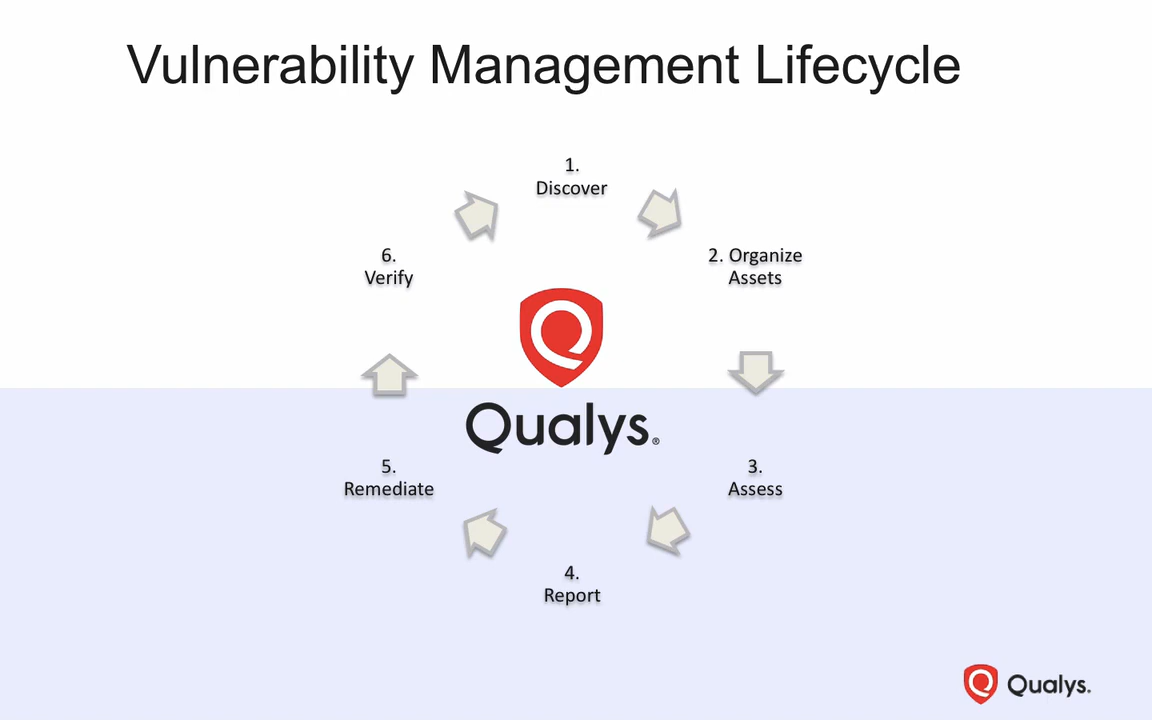 Vulnerability Management Lifecycle
1.
Discover
2. Organize
Assets
3.
Assess
4.
Report
5.
Remediate
6.
Verify
Qualys.®
Qualys.